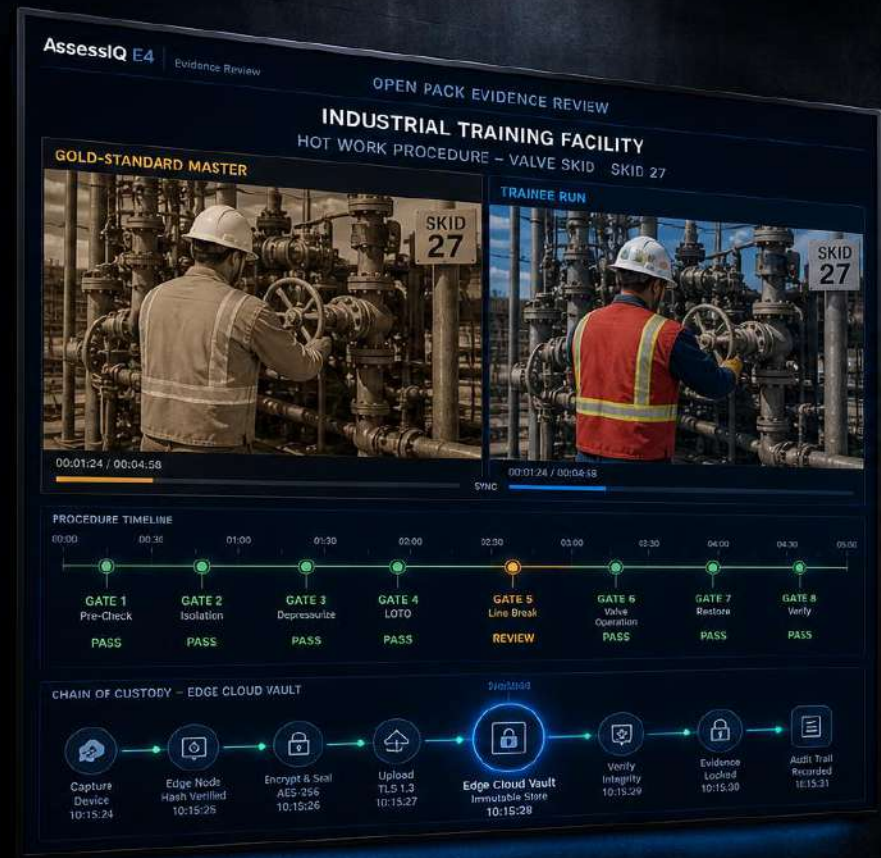 AssessIQ E4
Evidence Review
OPEN PACK EVIDENCE REVIEW
INDUSTRIAL TRAINING FACILITY
HOT WORK PROCEDURE – VALVE SKID SKID 27
GOLD-STANDARD MASTER
SKID
27
00:01:24 / 00:04:58
TRAINEE RUN
SKID
27
00:01:24 / 00:04:58
SYNC
PROCEDURE TIMELINE
00:00 00:30 01:00 01:30 02:00 02:30 03:00 03:30 04:00 04:30 05:00
GATE 1
Pre-Check
PASS
GATE 2
Isolation
PASS
GATE 3
Depressurize
PASS
GATE 4
LOTO
PASS
GATE 5
Line Break
REVIEW
GATE 6
Valve
Operation
PASS
GATE 7
Restore
PASS
GATE 8
Verify
PASS
CHAIN OF CUSTODY – EDGE CLOUD VAULT
Capture
Device
10:15:24
Edge Node
Hash Verified
10:15:25
Encrypt & Seal
AES-256
10:15:26
Upload
TLS 1.3
10:15:27
Edge Cloud Vault
Immutable Store
10:15:28
Verify
Integrity
10:15:29
Evidence
Locked
10:15:30
Audit Trail
Recorded
10:15:31